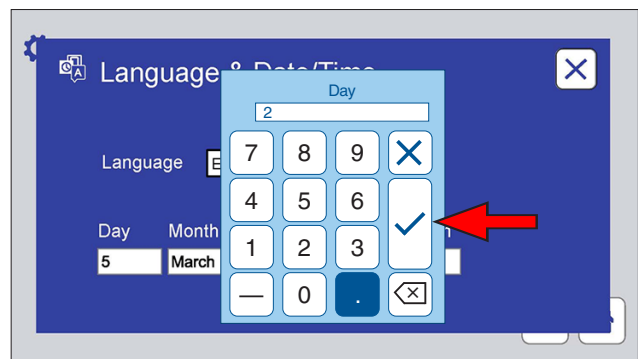 Language & Date/Time
Day
2
7 8 9
Language E
4 5 6
Day Month
1 2 3
5 March
— 0 .